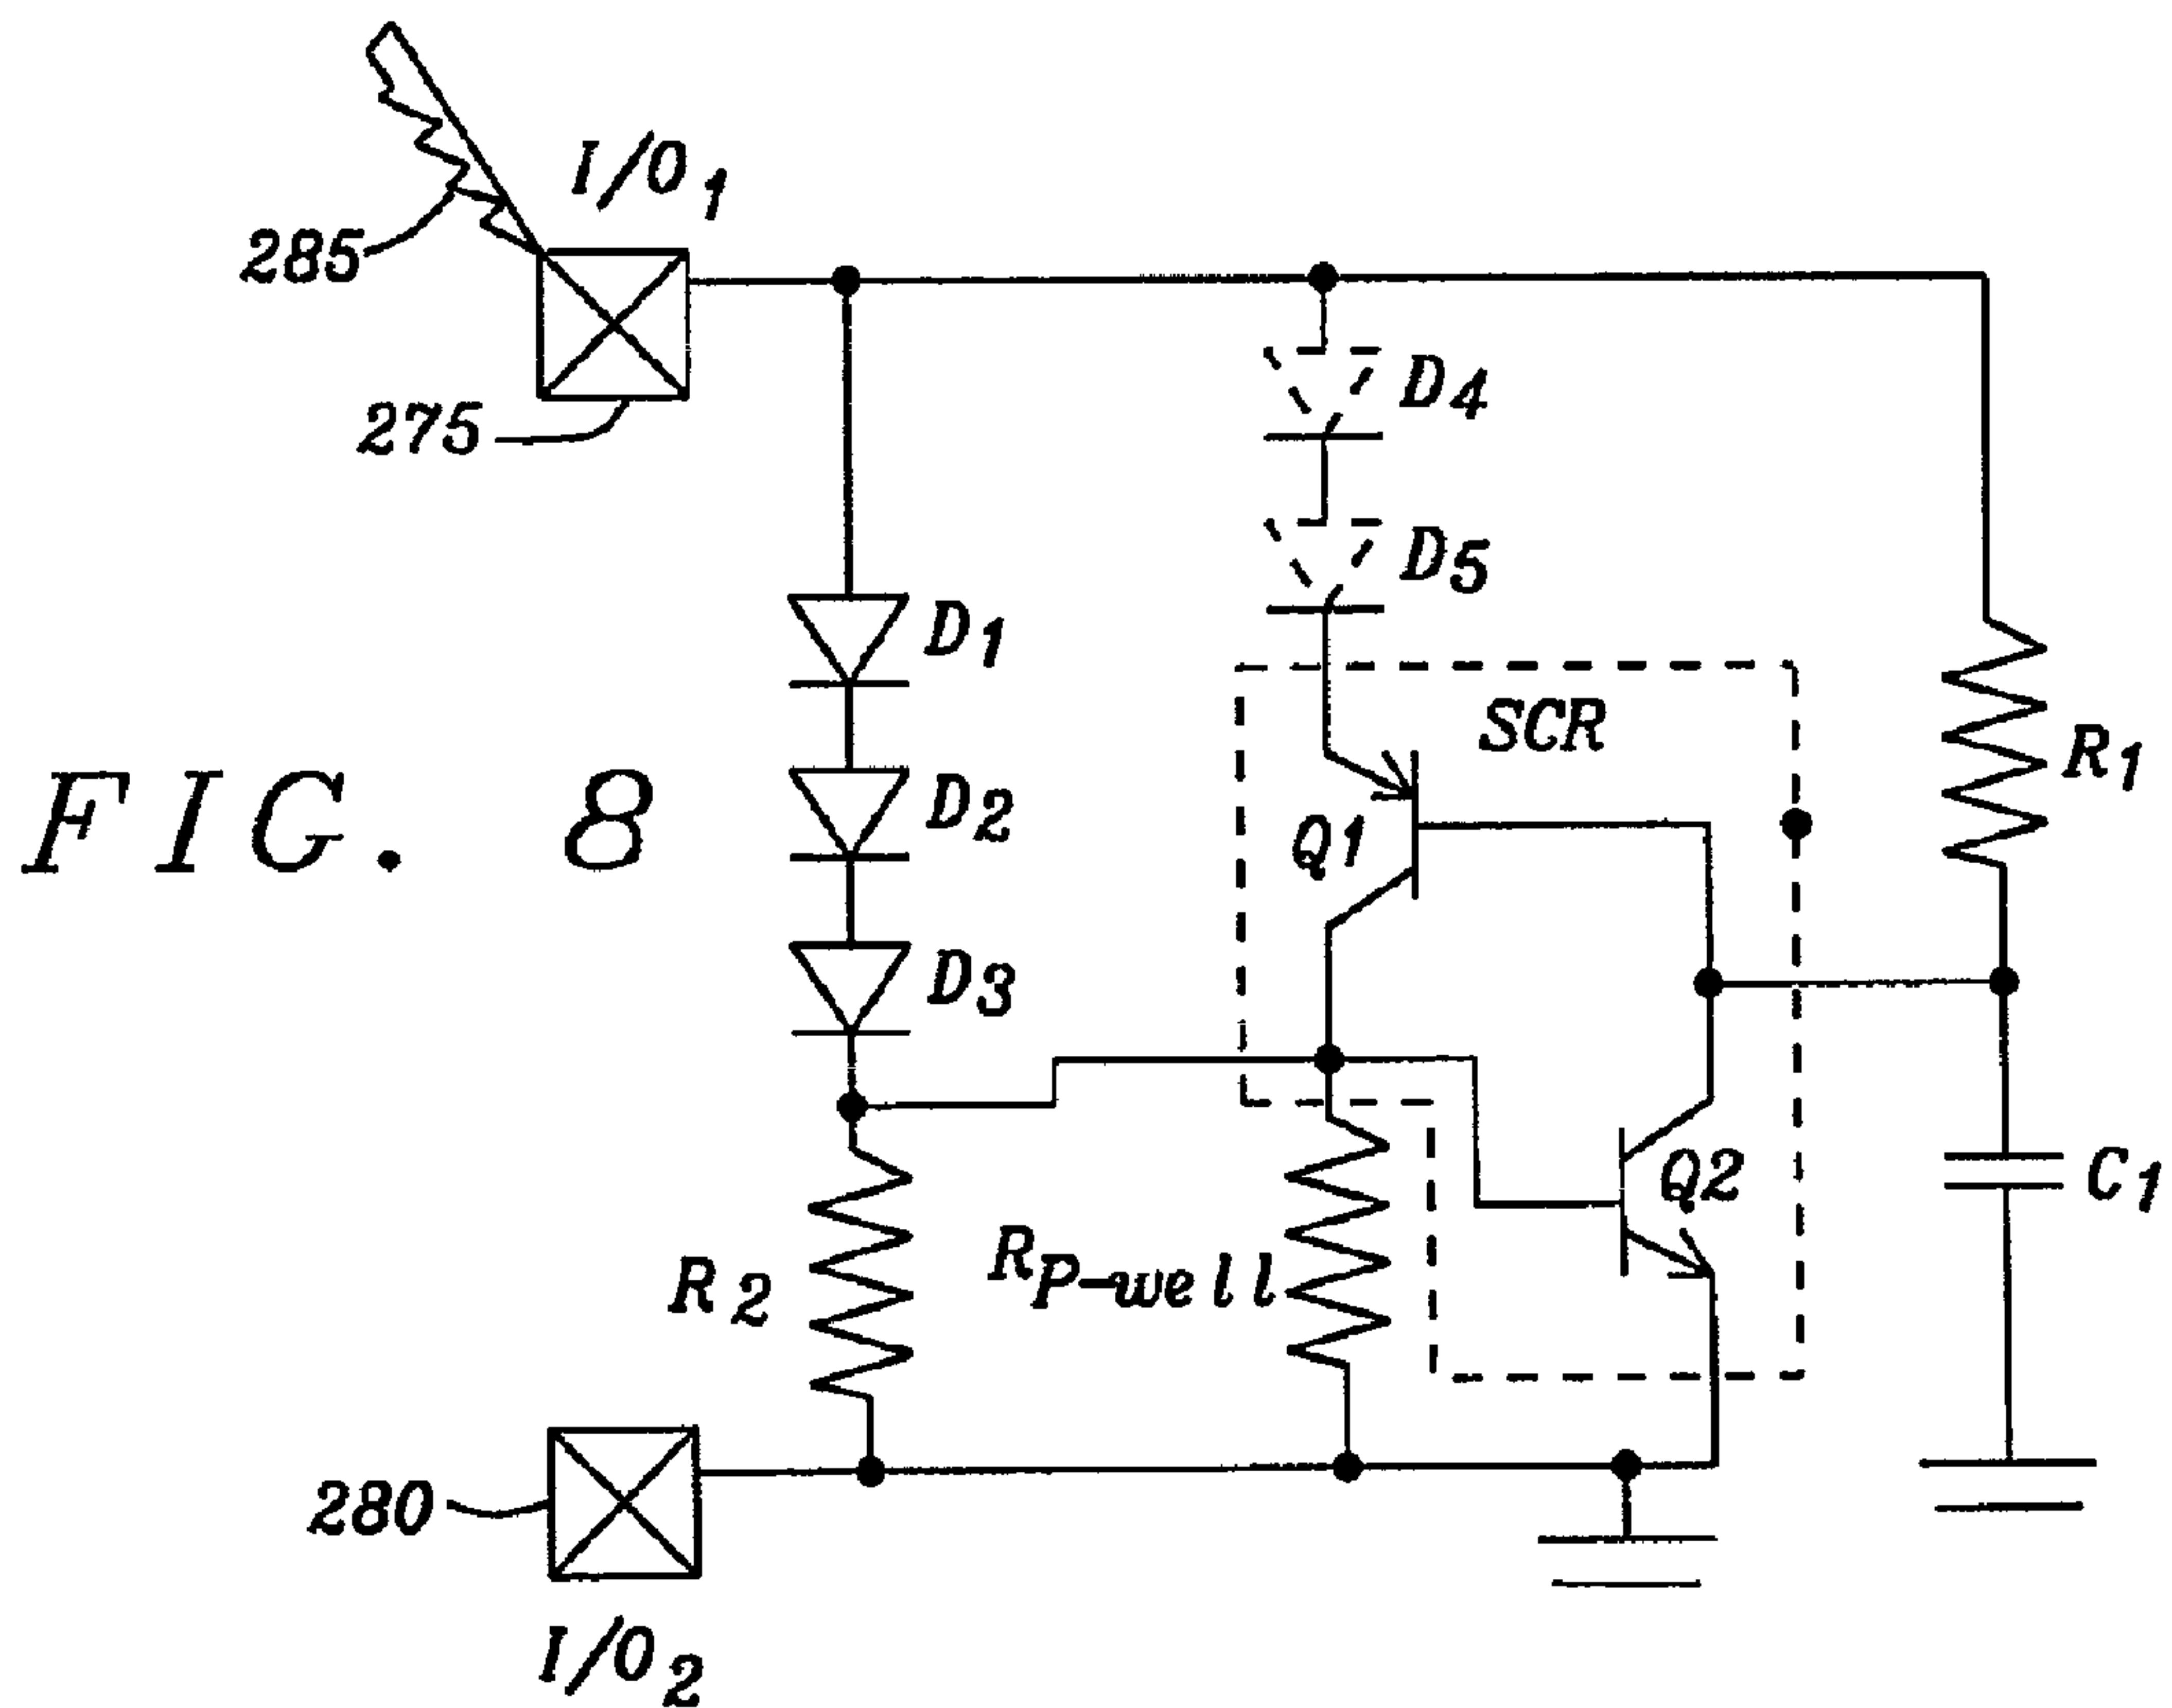 I/O1
285
275
D4
D5
D1
SCR
R1
FIG. 8
D2
Q1
D3
Q2
C1
R2
RP-well
280
I/O2